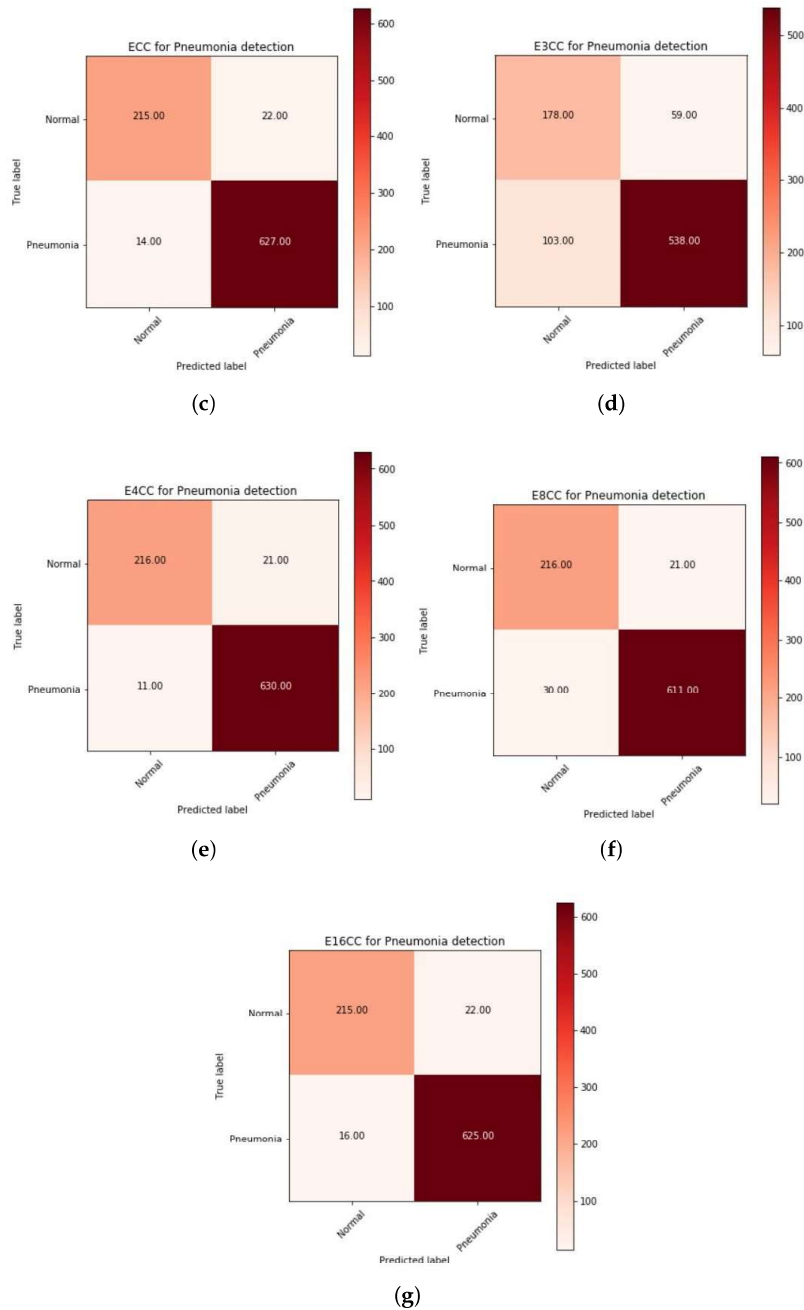 ECC for Pneumonia detection
600
500
400
300
200
100
Normal
215.00
22.00
True label
Pneumonia
14.00
627.00
Normal
Pneumonia
Predicted label
(c)
E3CC for Pneumonia detection
500
400
300
200
100
Normal
178.00
59.00
True label
Pneumonia
103.00
538.00
Normal
Pneumonia
Predicted label
(d)
E4CC for Pneumonia detection
600
500
400
300
200
100
Normal
216.00
21.00
True label
Pneumonia
11.00
630.00
Normal
Pneumonia
Predicted label
(e)
E8CC for Pneumonia detection
600
500
400
300
200
100
Normal
216.00
21.00
True label
Pneumonia
30.00
611.00
Normal
Pneumonia
Predicted label
(f)
E16CC for Pneumonia detection
600
500
400
300
200
100
Normal
215.00
22.00
True label
Pneumonia
16.00
625.00
Normal
Pneumonia
Predicted label
(g)